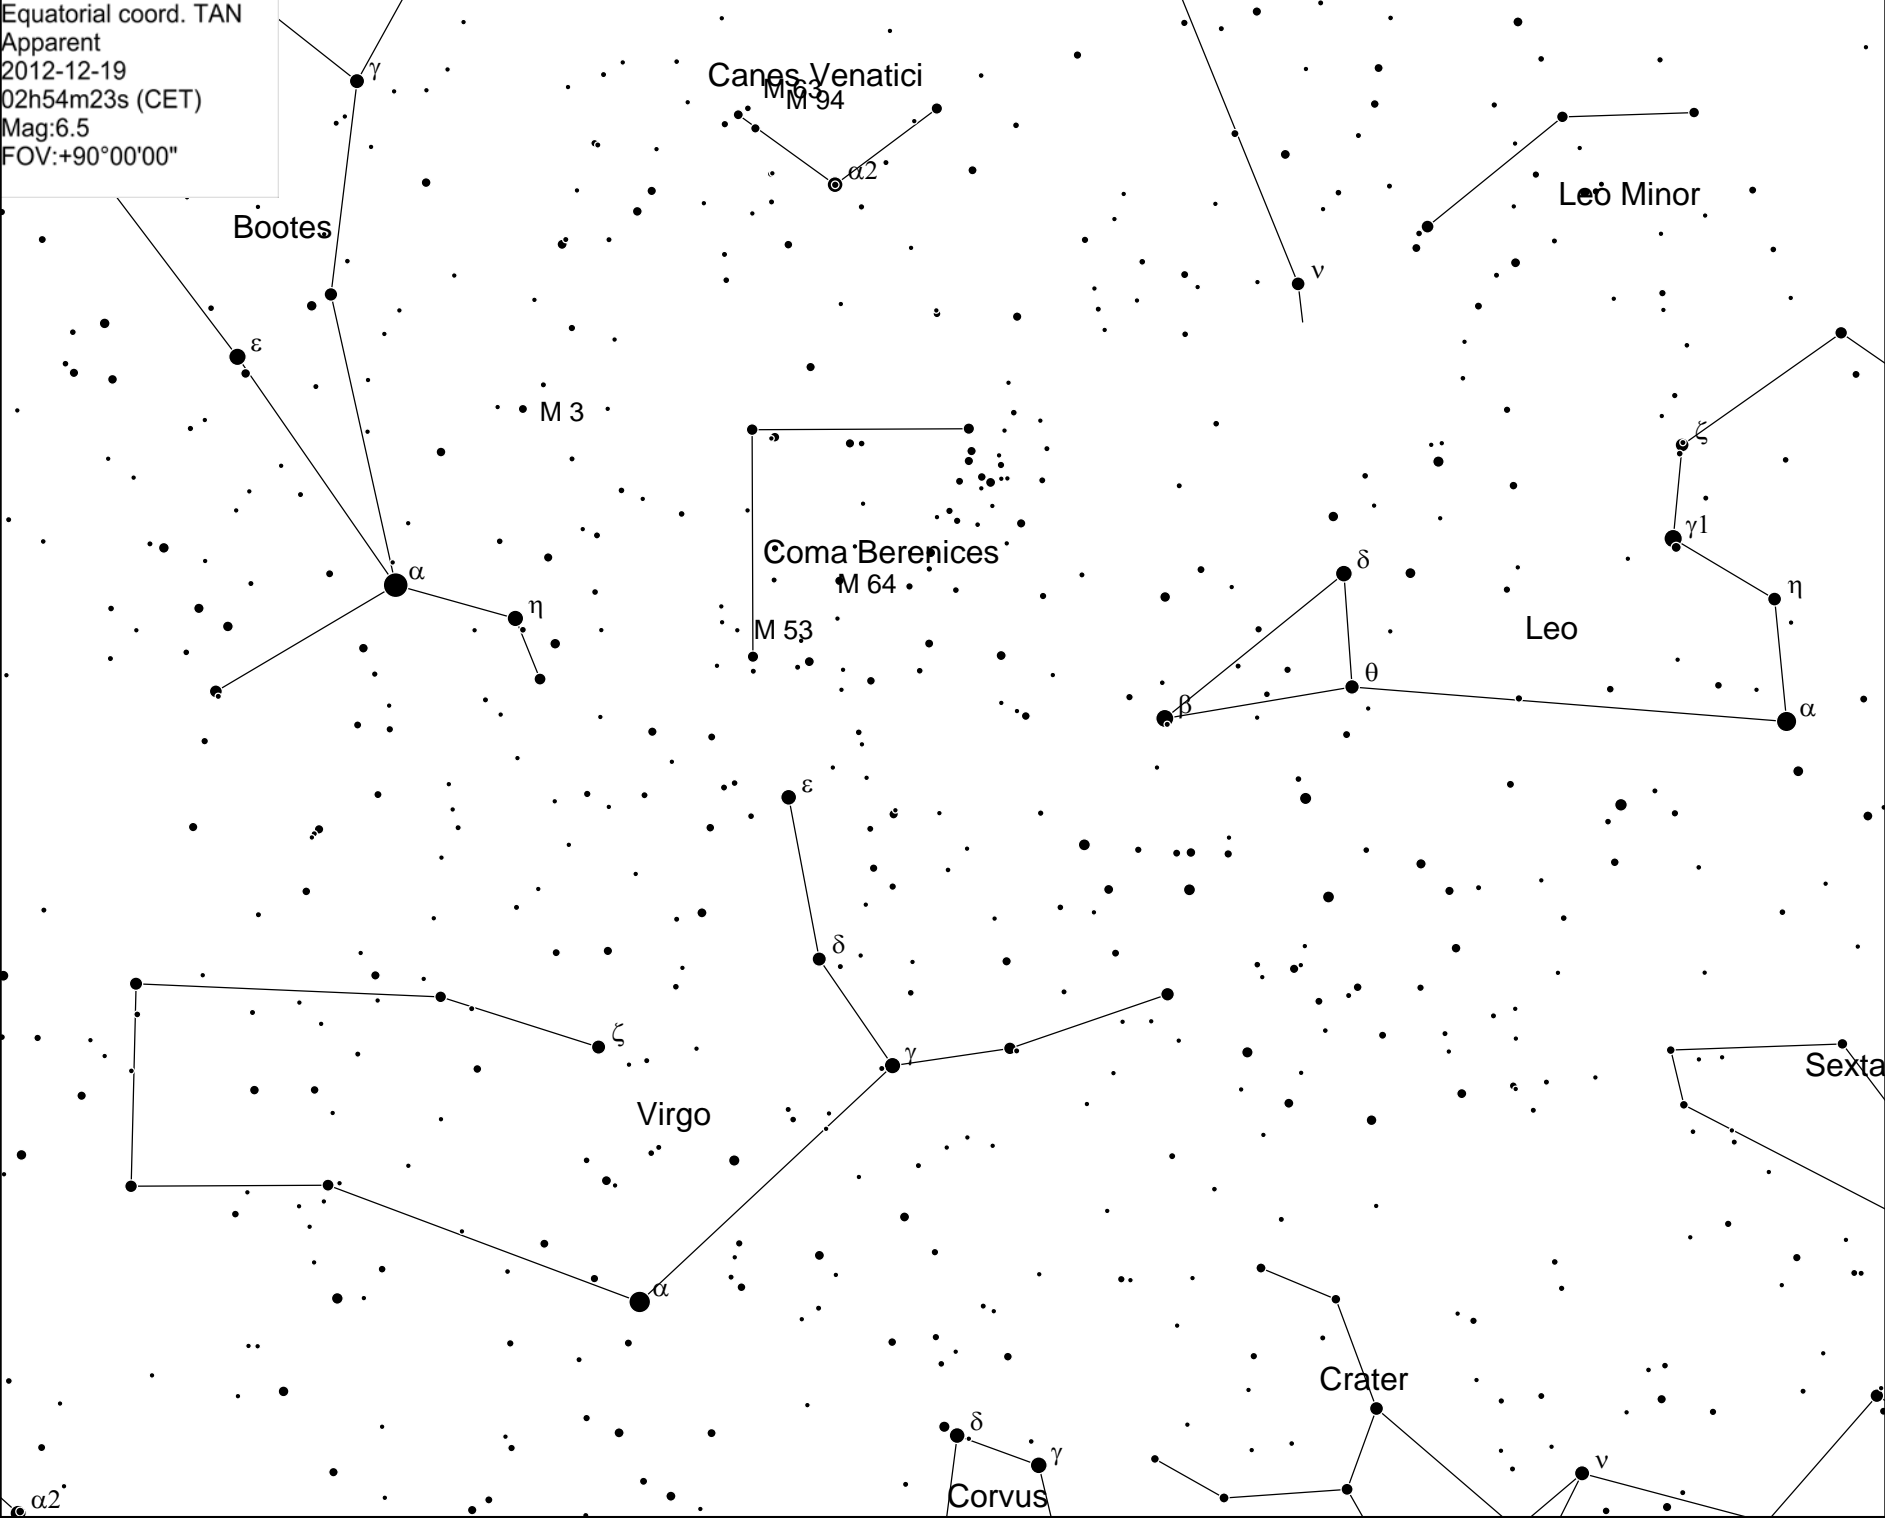 Equatorial coord. TAN
Apparent
2012-12-19
02h54m23s (CET)
Mag:6.5
FOV:+90°00'00"
γ
Canes Venatici
M 63
M 94
α2
Leo Minor
Bootes
ν
ε
M 3
ζ
γ1
Coma Berenices
δ
α
M 64
η
η
M 53
Leo
θ
β
α
ε
δ
ζ
γ
Sexta
Virgo
α
Crater
δ
γ
ν
Corvus
α2